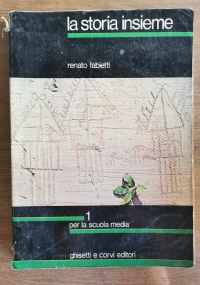 la storia insieme
renato fabietti
1
per la scuola media
ghisetti e corvi editori